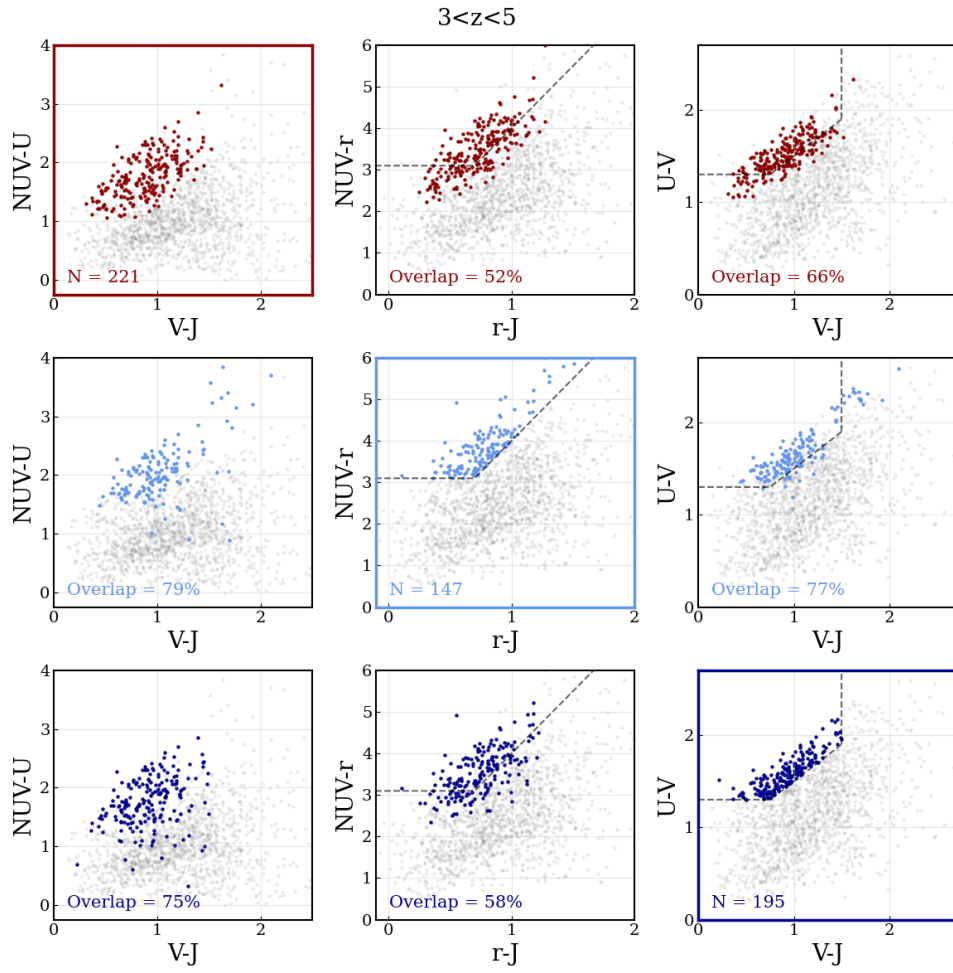 3<z<5
4
3
2
1
0
NUV-U
N = 221
0
1
2
V-J
6
5
4
3
2
1
0
NUV-r
Overlap = 52%
0
1
2
r-J
2
1
0
U-V
Overlap = 66%
0
1
2
V-J
4
3
2
1
0
NUV-U
Overlap = 79%
0
1
2
V-J
6
5
4
3
2
1
0
NUV-r
N = 147
0
1
2
r-J
2
1
0
U-V
Overlap = 77%
0
1
2
V-J
4
3
2
1
0
NUV-U
Overlap = 75%
0
1
2
V-J
6
5
4
3
2
1
0
NUV-r
Overlap = 58%
0
1
2
r-J
2
1
0
U-V
N = 195
0
1
2
V-J